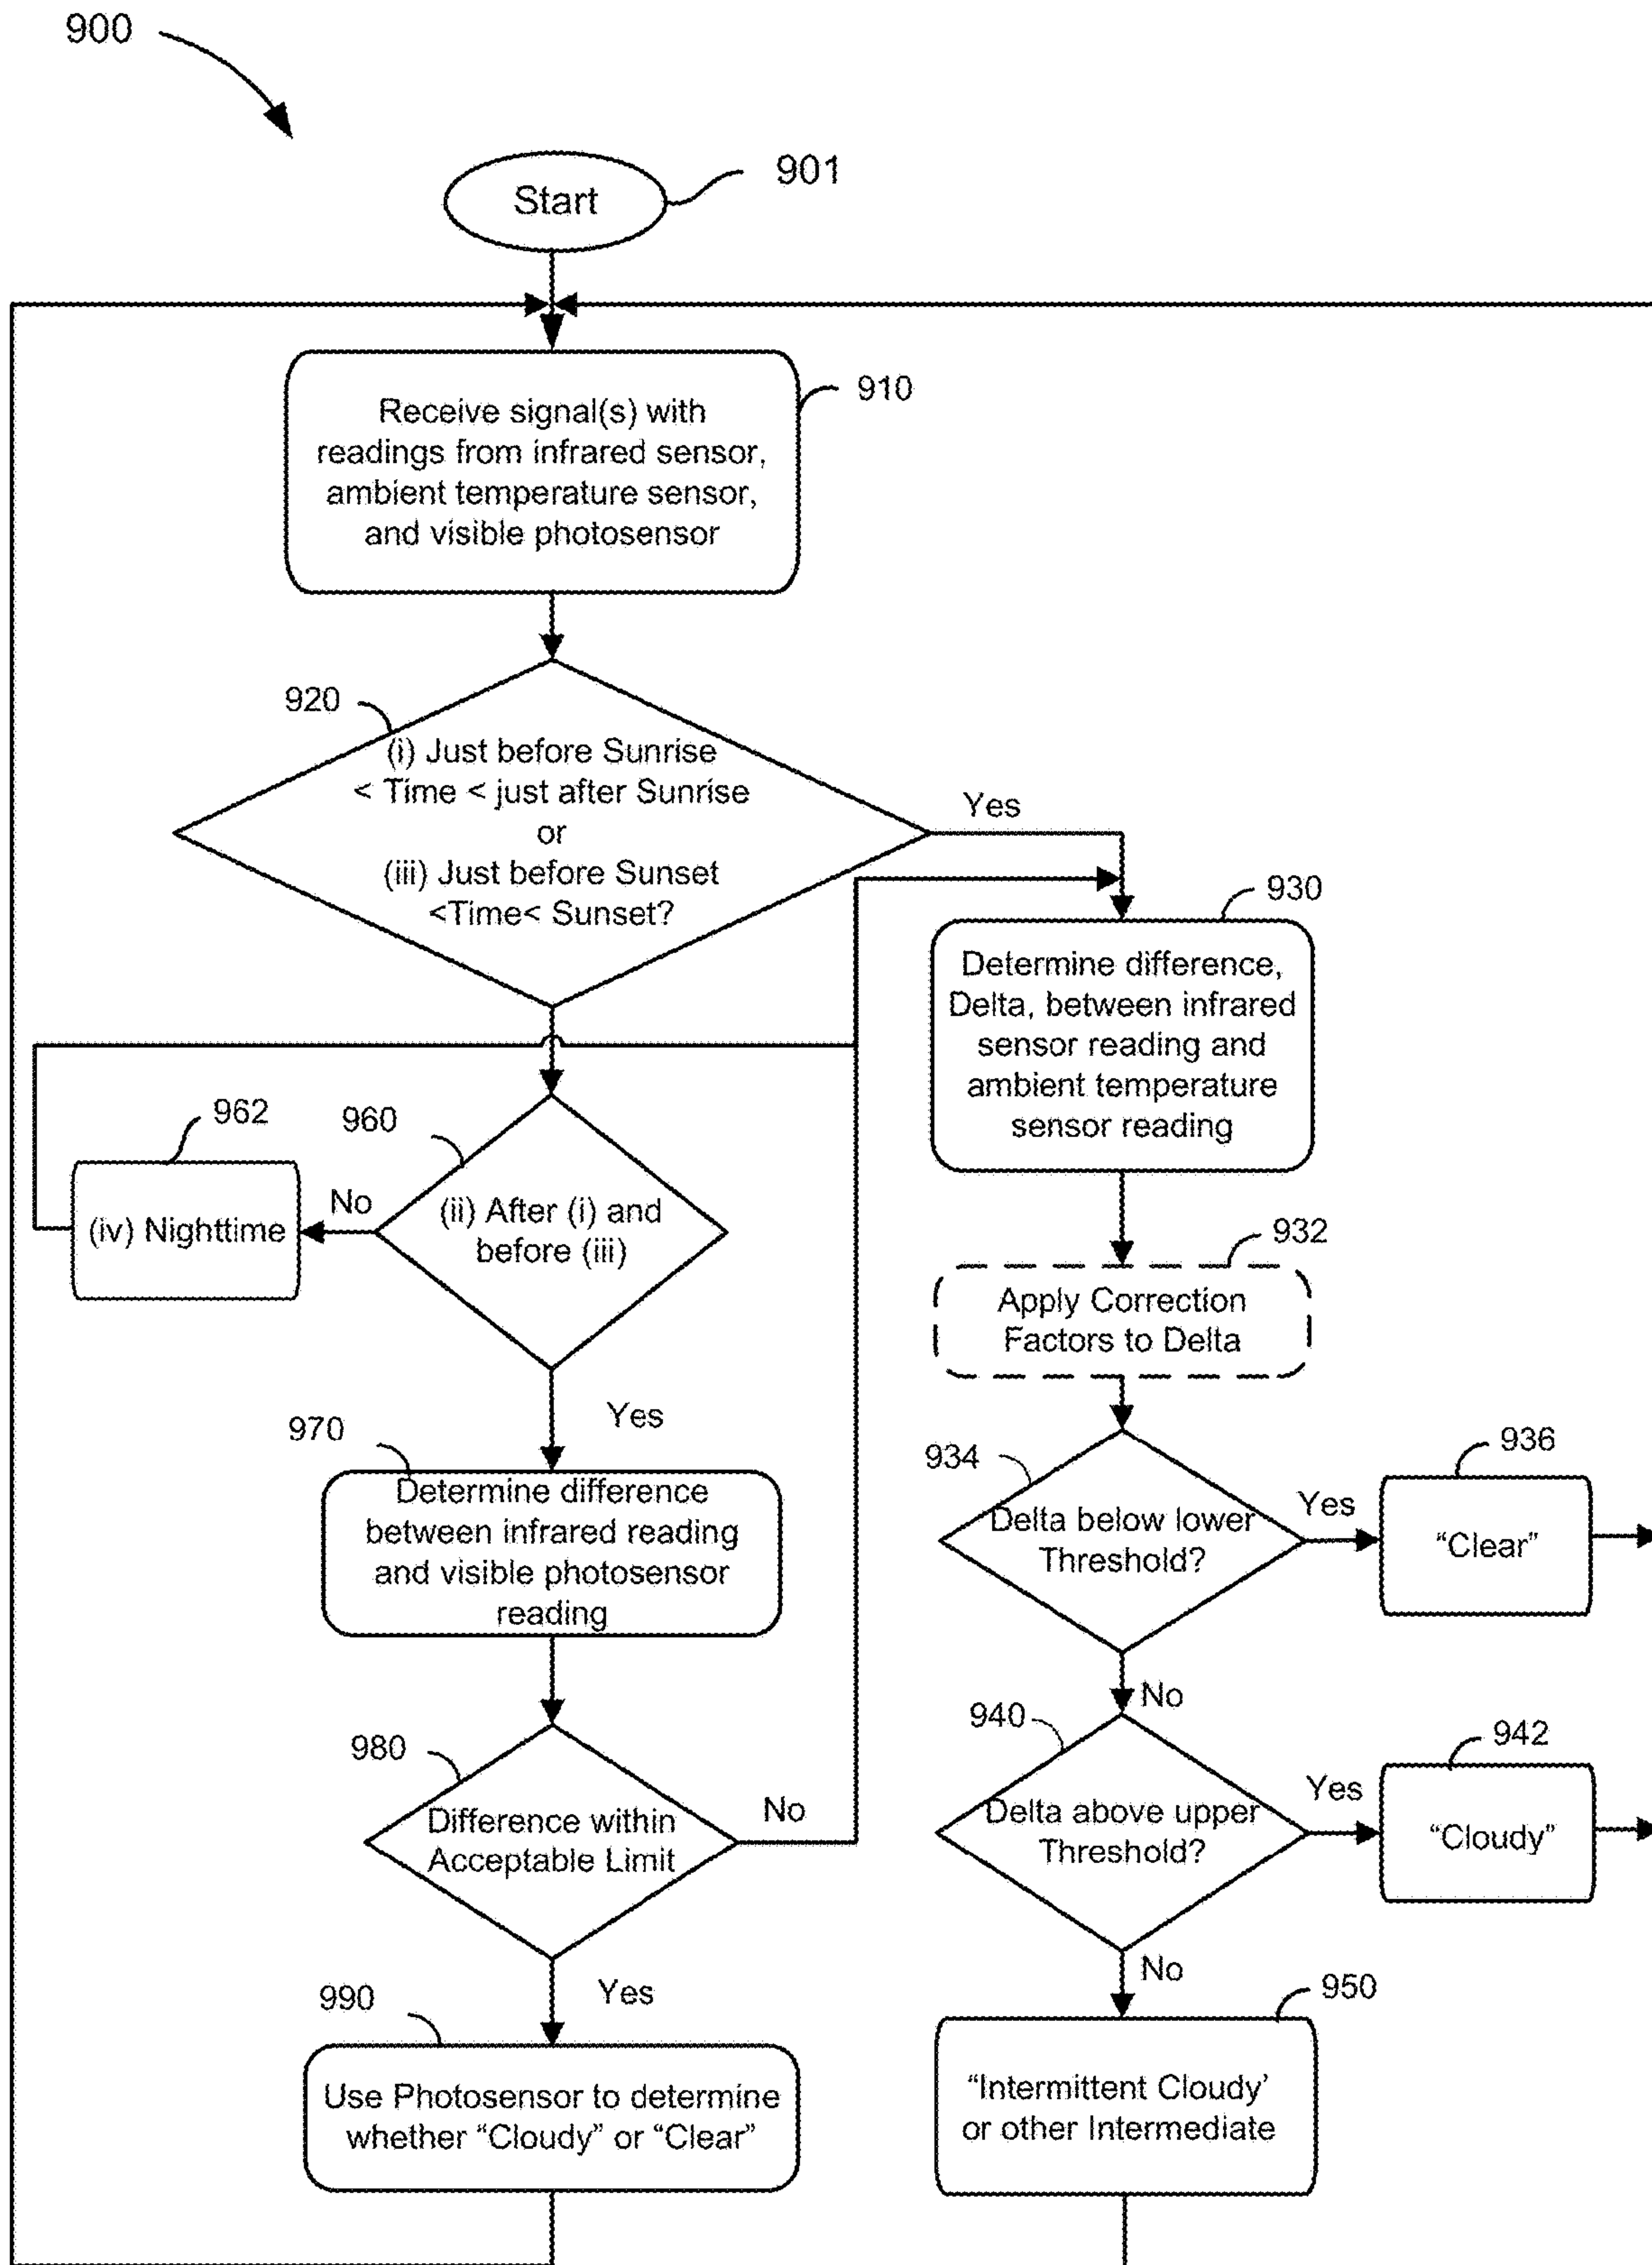 900
Start
901
Receive signal(s) with
readings from infrared sensor,
ambient temperature sensor,
and visible photosensor
910
920
(i) Just before Sunrise
< Time < just after Sunrise
or
(iii) Just before Sunset
<Time< Sunset?
Yes
930
Determine difference,
Delta, between infrared
sensor reading and
ambient temperature
sensor reading
962
960
(iv) Nighttime
No
(ii) After (i) and
before (iii)
932
Apply Correction
Factors to Delta
Yes
970
Determine difference
between infrared reading
and visible photosensor
reading
934
Delta below lower
Threshold?
Yes
936
“Clear”
No
980
Difference within
Acceptable Limit
No
940
Delta above upper
Threshold?
Yes
942
“Cloudy”
Yes
No
990
Use Photosensor to determine
whether “Cloudy” or “Clear”
950
“Intermittent Cloudy’
or other Intermediate